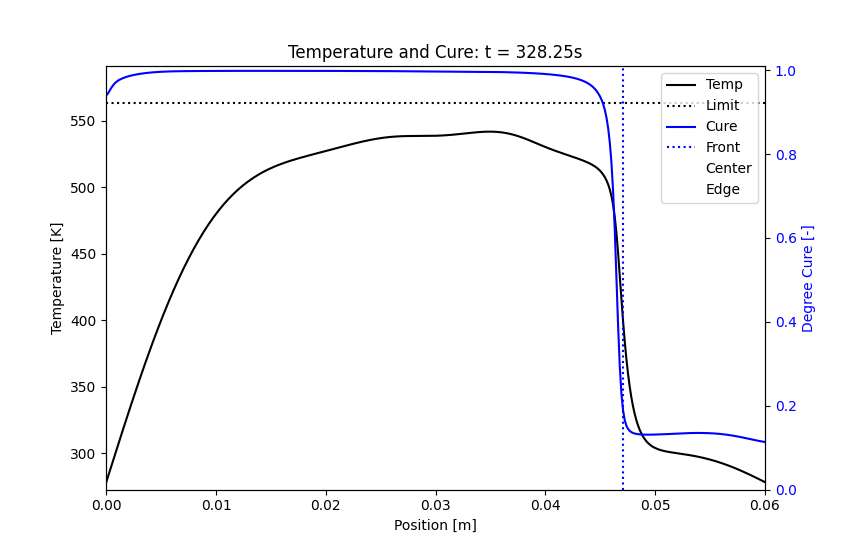 Temperature and Cure: t = 328.25s
Temp
Limit
Cure
Front
Center
Edge
Temperature [K]
550
500
450
400
350
300
Degree Cure [-]
1.0
0.8
0.6
0.4
0.2
0.0
0.00 0.01 0.02 0.03 0.04 0.05 0.06
Position [m]